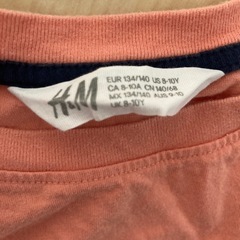 H&M
EUR 134/140 US 8-10Y
CA 8-10A CN 140/68
MX 134/140 AUS 9-10
UK 8-10Y